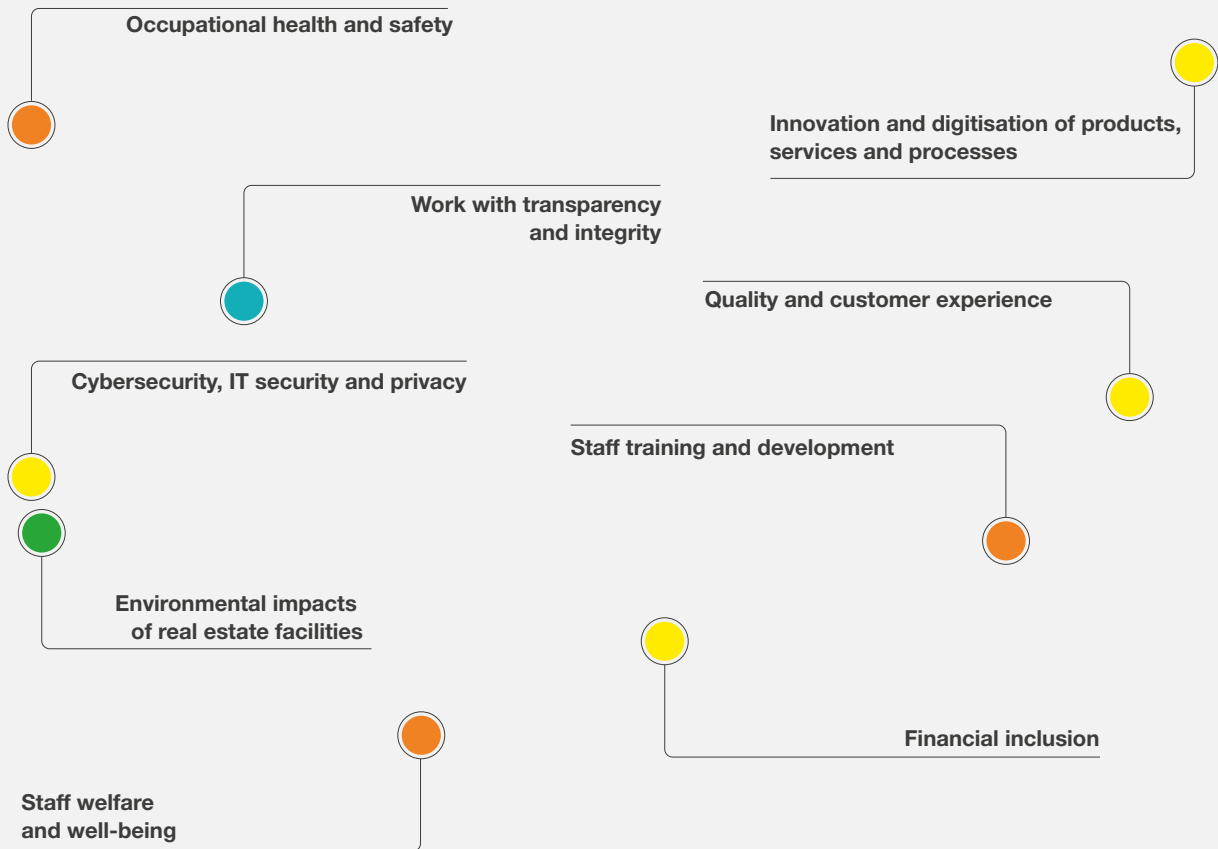 Occupational health and safety
Innovation and digitisation of products,
services and processes
Work with transparency
and integrity
Quality and customer experience
Cybersecurity, IT security and privacy
Staff training and development
Environmental impacts
of real estate facilities
Financial inclusion
Staff welfare
and well-being